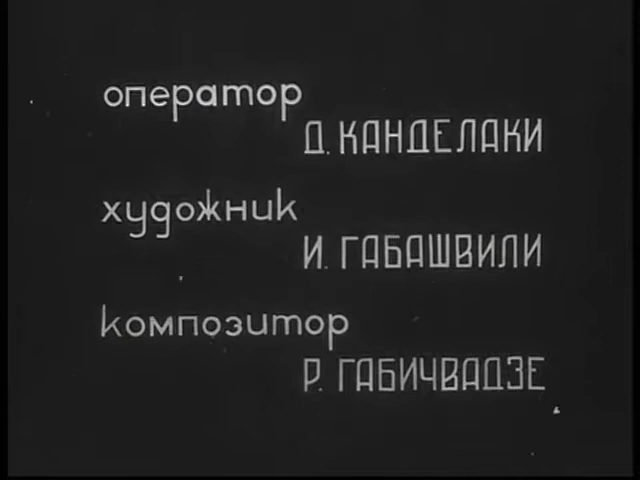 оператор
Д. КАНДЕЛАКИ
художник
И. ГАБАШВИЛИ
композитор
Р. ГАБИЧВАДЗЕ